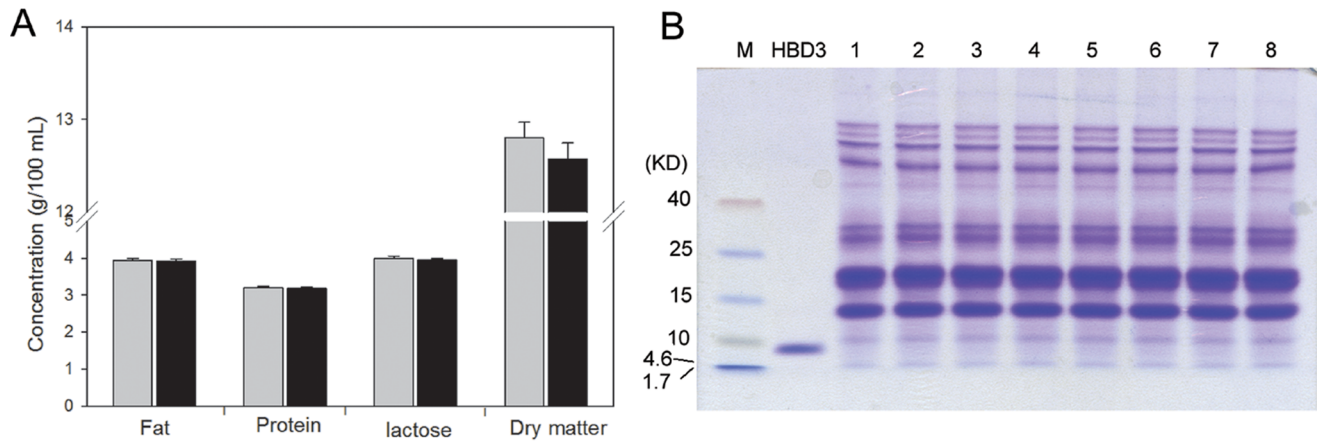 A
Concentration (g/100 mL)
14
13
12
5
4
3
2
1
0
Fat Protein lactose Dry matter
B
M HBD3 1 2 3 4 5 6 7 8
(KD)
40
25
15
10
4.6
1.7